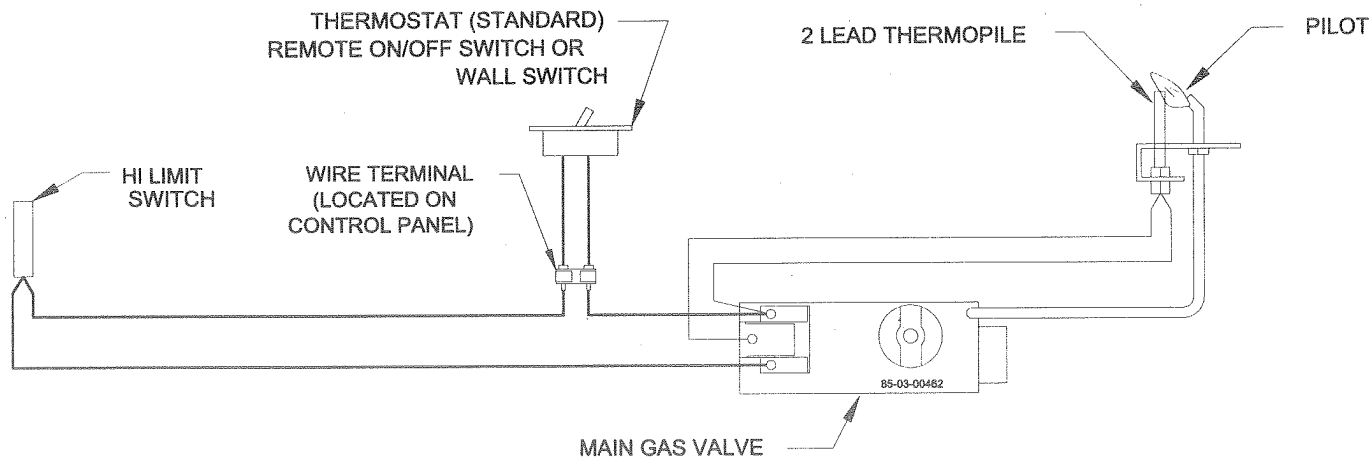 THERMOSTAT (STANDARD)
REMOTE ON/OFF SWITCH OR
WALL SWITCH
2 LEAD THERMOPILE
PILOT
HI LIMIT
SWITCH
WIRE TERMINAL
(LOCATED ON
CONTROL PANEL)
85-03-00462
MAIN GAS VALVE